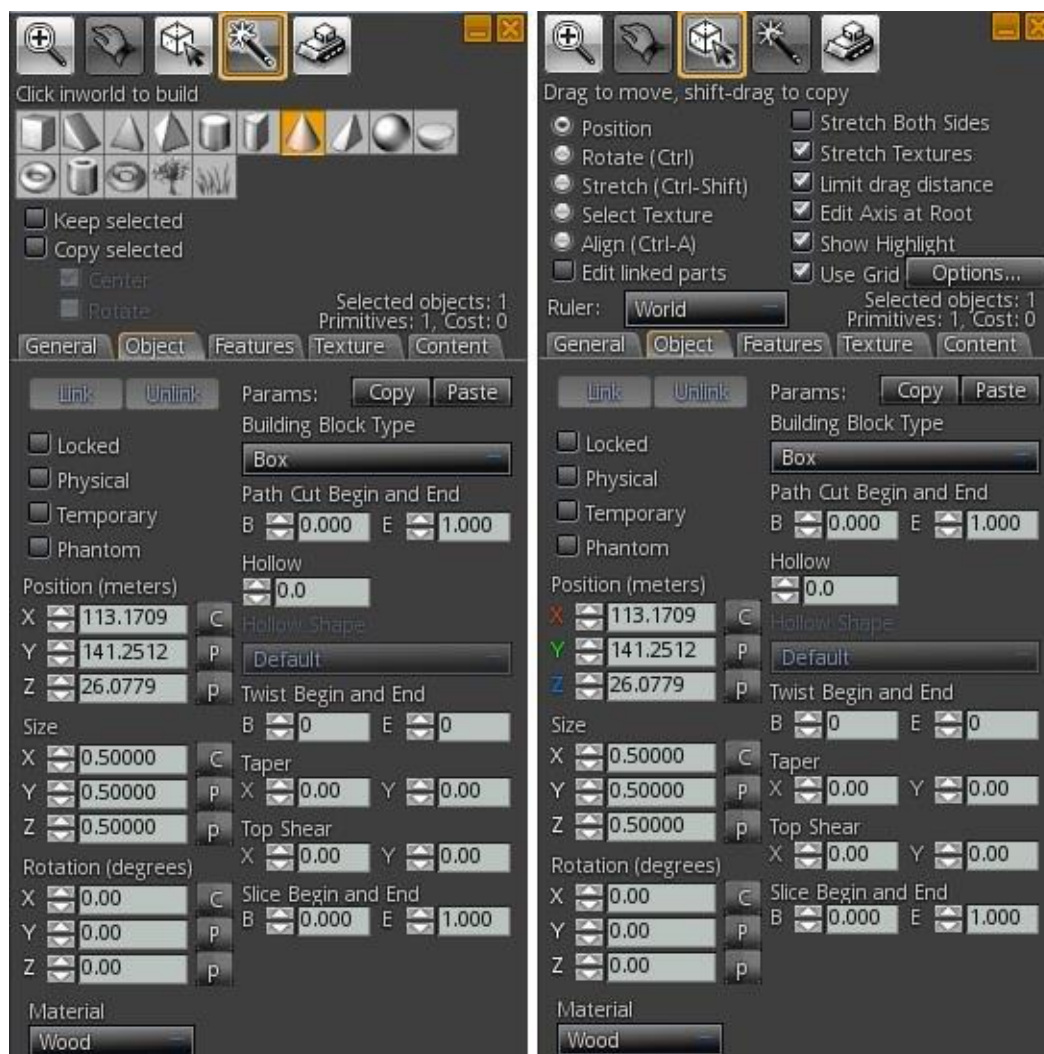 Click inworld to build
Keep selected
Copy selected
Center
Rotate
Selected objects: 1
Primitives: 1, Cost: 0
General Object Features Texture Content
Link Unlink Params: Copy Paste
Building Block Type
Locked
Box
Physical
Path Cut Begin and End
Temporary
B 0.000 E 1.000
Phantom
Hollow
Position (meters)
0.0
X 113.1709 C
Hollow Shape
Y 141.2512 P
Default
Z 26.0779 p
Twist Begin and End
Size
B 0 E 0
X 0.50000 C
Taper
Y 0.50000 P
X 0.00 Y 0.00
Z 0.50000 p
Top Shear
Rotation (degrees)
X 0.00 Y 0.00
X 0.00 C
Slice Begin and End
Y 0.00 P
B 0.000 E 1.000
Z 0.00 p
Material
Wood
Drag to move, shift-drag to copy
Position
Stretch Both Sides
Rotate (Ctrl)
Stretch Textures
Stretch (Ctrl-Shift)
Limit drag distance
Select Texture
Edit Axis at Root
Align (Ctrl-A)
Show Highlight
Edit linked parts
Use Grid Options...
Ruler: World
Selected objects: 1
Primitives: 1, Cost: 0
General Object Features Texture Content
Link Unlink Params: Copy Paste
Building Block Type
Locked
Box
Physical
Path Cut Begin and End
Temporary
B 0.000 E 1.000
Phantom
Hollow
Position (meters)
0.0
X 113.1709 C
Hollow Shape
Y 141.2512 P
Default
Z 26.0779 p
Twist Begin and End
Size
B 0 E 0
X 0.50000 C
Taper
Y 0.50000 P
X 0.00 Y 0.00
Z 0.50000 p
Top Shear
Rotation (degrees)
X 0.00 Y 0.00
X 0.00 C
Slice Begin and End
Y 0.00 P
B 0.000 E 1.000
Z 0.00 p
Material
Wood